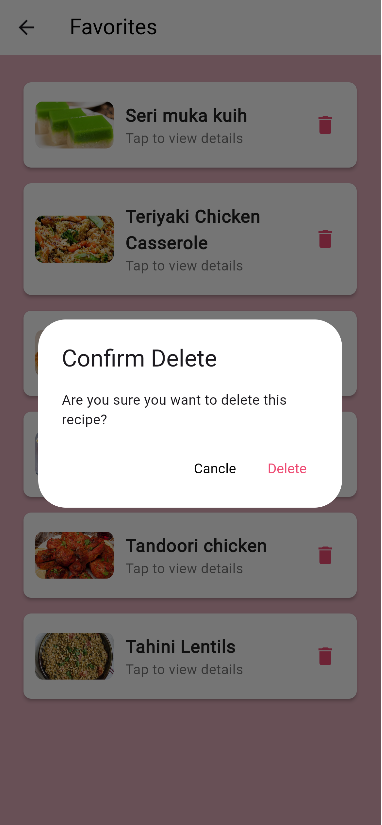 Favorites
Seri muka kuih
Tap to view details
Teriyaki Chicken
Casserole
Tap to view details
Confirm Delete
Are you sure you want to delete this
recipe?
Cancle
Delete
Tandoori chicken
Tap to view details
Tahini Lentils
Tap to view details